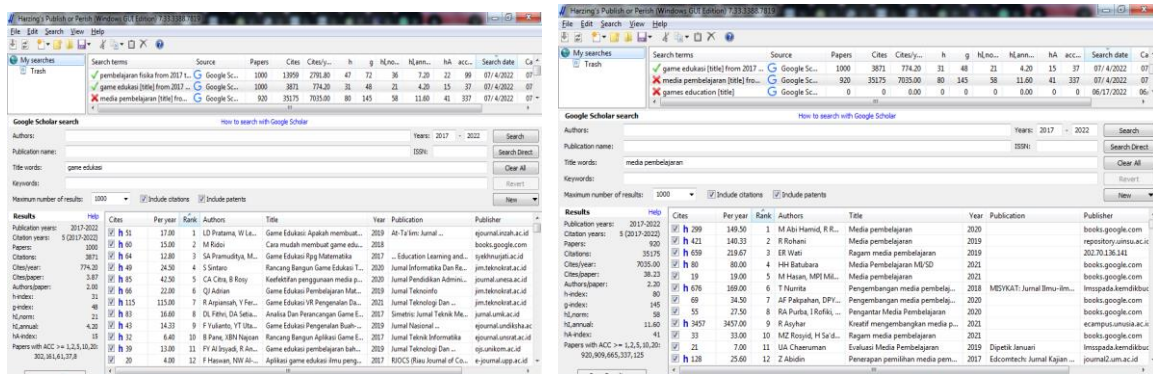 Harzing's Publish or Perish (Windows GUI Edition) 7.33.3388.7819
File Edit Search View Help
My searches
Trash
Search terms Source Papers Cites Cites/y... h g hI,no... hI,ann... hA acc... Search date Ca
pembelajaran fisika from 2017 t... Google Sc... 1000 13959 2791.80 47 72 36 7.20 22 99 07/ 4/2022 07
game edukasi [title] from 2017 ... Google Sc... 1000 3871 774.20 31 48 21 4.20 15 37 07/ 4/2022 07
media pembelajaran [title] fro... Google Sc... 920 35175 7035.00 80 145 58 11.60 41 337 07/ 4/2022 07
Google Scholar search How to search with Google Scholar
Authors: Years: 2017 - 2022 Search
Publication name: ISSN: Search Direct
Title words: game edukasi Clear All
Keywords: Revert
Maximum number of results: 1000 Include citations Include patents New
Results Help
Publication years: 2017-2022
Citation years: 5 (2017-2022)
Papers: 1000
Citations: 3871
Cites/year: 774.20
Cites/paper: 3.87
Authors/paper: 2.00
h-index: 31
g-index: 48
hI,norm: 21
hI,annual: 4.20
hA-index: 15
Papers with ACC >= 1,2,5,10,20:
302,161,61,37,8
Cites Per year Rank Authors Title Year Publication Publisher
h 51 17.00 1 LD Pratama, W Le... Game Edukasi: Apakah membuat... 2019 At-Ta'lim: Jurnal ... ejournal.inzah.ac.id
h 60 15.00 2 M Ridoi Cara mudah membuat game edu... 2018 books.google.com
h 64 12.80 3 SA Pramuditya, M... Game Edukasi Rpg Matematika 2017 ... Education Learning and... syekhnurjati.ac.id
h 49 24.50 4 S Sintaro Rancang Bangun Game Edukasi T... 2020 Jurnal Informatika Dan Re... jim.teknokrat.ac.id
h 85 42.50 5 CA Citra, B Rosy Keefektifan penggunaan media p... 2020 Jurnal Pendidikan Admini... jurnal.unesa.ac.id
h 66 22.00 6 QJ Adrian Game Edukasi Pembelajaran Mat... 2019 Jurnal Teknoinfo jim.teknokrat.ac.id
h 115 115.00 7 R Arpiansah, Y Fer... Game Edukasi VR Pengenalan Da... 2021 Jurnal Teknologi Dan ... jim.teknokrat.ac.id
h 83 16.60 8 DL Fithri, DA Setia... Analisa Dan Perancangan Game E... 2017 Simetris: Jurnal Teknik Me... jurnal.umk.ac.id
h 43 14.33 9 F Yulianto, YT Uta... Game Edukasi Pengenalan Buah-... 2019 Jurnal Nasional ... ejournal.undiksha.ac
h 32 6.40 10 B Pane, XBN Najoan Rancang Bangun Aplikasi Game E... 2017 Jurnal Teknik Informatika ejournal.unsrat.ac.id
h 39 13.00 11 FY Al Irsyadi, R An... Game edukasi pembelajaran bah... 2019 Jurnal Teknologi Dan ... ojs.unikom.ac.id
20 4.00 12 F Haswan, NW Al-... Aplikasi game edukasi ilmu peng... 2017 RJOCS (Riau Journal of Co... e-journal.upp.ac.id
Harzing's Publish or Perish (Windows GUI Edition) 7.33.3388.7819
File Edit Search View Help
My searches
Trash
Search terms Source Papers Cites Cites/y... h g hI,no... hI,ann... hA acc... Search date Ca
game edukasi [title] from 2017 ... Google Sc... 1000 3871 774.20 31 48 21 4.20 15 37 07/ 4/2022 07
media pembelajaran [title] fro... Google Sc... 920 35175 7035.00 80 145 58 11.60 41 337 07/ 4/2022 07
games education [title] Google Sc... 0 0 0.00 0 0 0 0.00 0 0 06/17/2022 06
Google Scholar search How to search with Google Scholar
Authors: Years: 2017 - 2022 Search
Publication name: ISSN: Search Direct
Title words: media pembelajaran Clear All
Keywords: Revert
Maximum number of results: 1000 Include citations Include patents New
Results Help
Publication years: 2017-2022
Citation years: 5 (2017-2022)
Papers: 920
Citations: 35175
Cites/year: 7035.00
Cites/paper: 38.23
Authors/paper: 2.20
h-index: 80
g-index: 145
hI,norm: 58
hI,annual: 11.60
hA-index: 41
Papers with ACC >= 1,2,5,10,20:
920,909,665,337,125
Cites Per year Rank Authors Title Year Publication Publisher
h 299 149.50 1 M Abi Hamid, R R... Media pembelajaran 2020 books.google.com
h 421 140.33 2 R Rohani Media pembelajaran 2019 repository.uinsu.ac.id
h 659 219.67 3 ER Wati Ragam media pembelajaran 2019 202.70.136.141
h 80 80.00 4 HH Batubara Media Pembelajaran MI/SD 2021 books.google.com
19 19.00 5 M Hasan, MPI Mil... Media pembelajaran 2021 books.google.com
h 676 169.00 6 T Nurrita Pengembangan media pembelaj... 2018 MISYKAT: Jurnal Ilmu-ilm... lmsspada.kemdikbud
69 34.50 7 AF Pakpahan, DPY... Pengembangan media pembelaj... 2020 books.google.com
55 27.50 8 RA Purba, I Rofiki, ... Pengantar Media Pembelajaran 2020 books.google.com
h 3457 3457.00 9 R Asyhar Kreatif mengembangkan media p... 2021 ecampus.unusia.ac.id
33 33.00 10 MZ Rosyid, H Sa'd... Ragam media pembelajaran 2021 books.google.com
21 7.00 11 UA Chaeruman Evaluasi Media Pembelajaran 2019 Dipetik Januari lmsspada.kemdikbud
h 128 25.60 12 Z Abidin Penerapan pemilihan media pem... 2017 Edcomtech: Jurnal Kajian ... journal2.um.ac.id